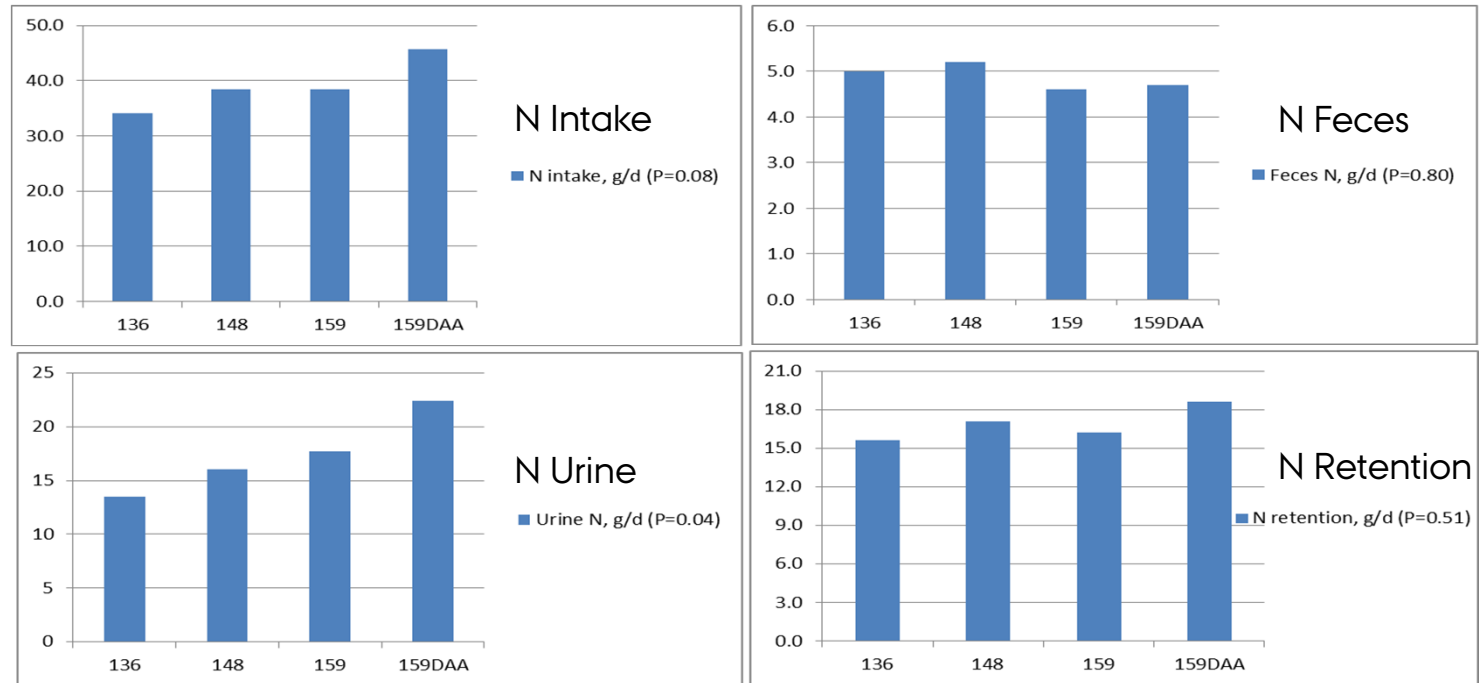 50.0
40.0
30.0
20.0
10.0
0.0
136 148 159 159DAA
N Intake
N intake, g/d (P=0.08)
6.0
5.0
4.0
3.0
2.0
1.0
0.0
136 148 159 159DAA
N Feces
Feces N, g/d (P=0.80)
25
20
15
10
5
0
136 148 159 159DAA
N Urine
Urine N, g/d (P=0.04)
21.0
18.0
15.0
12.0
9.0
6.0
3.0
0.0
136 148 159 159DAA
N Retention
N retention, g/d (P=0.51)